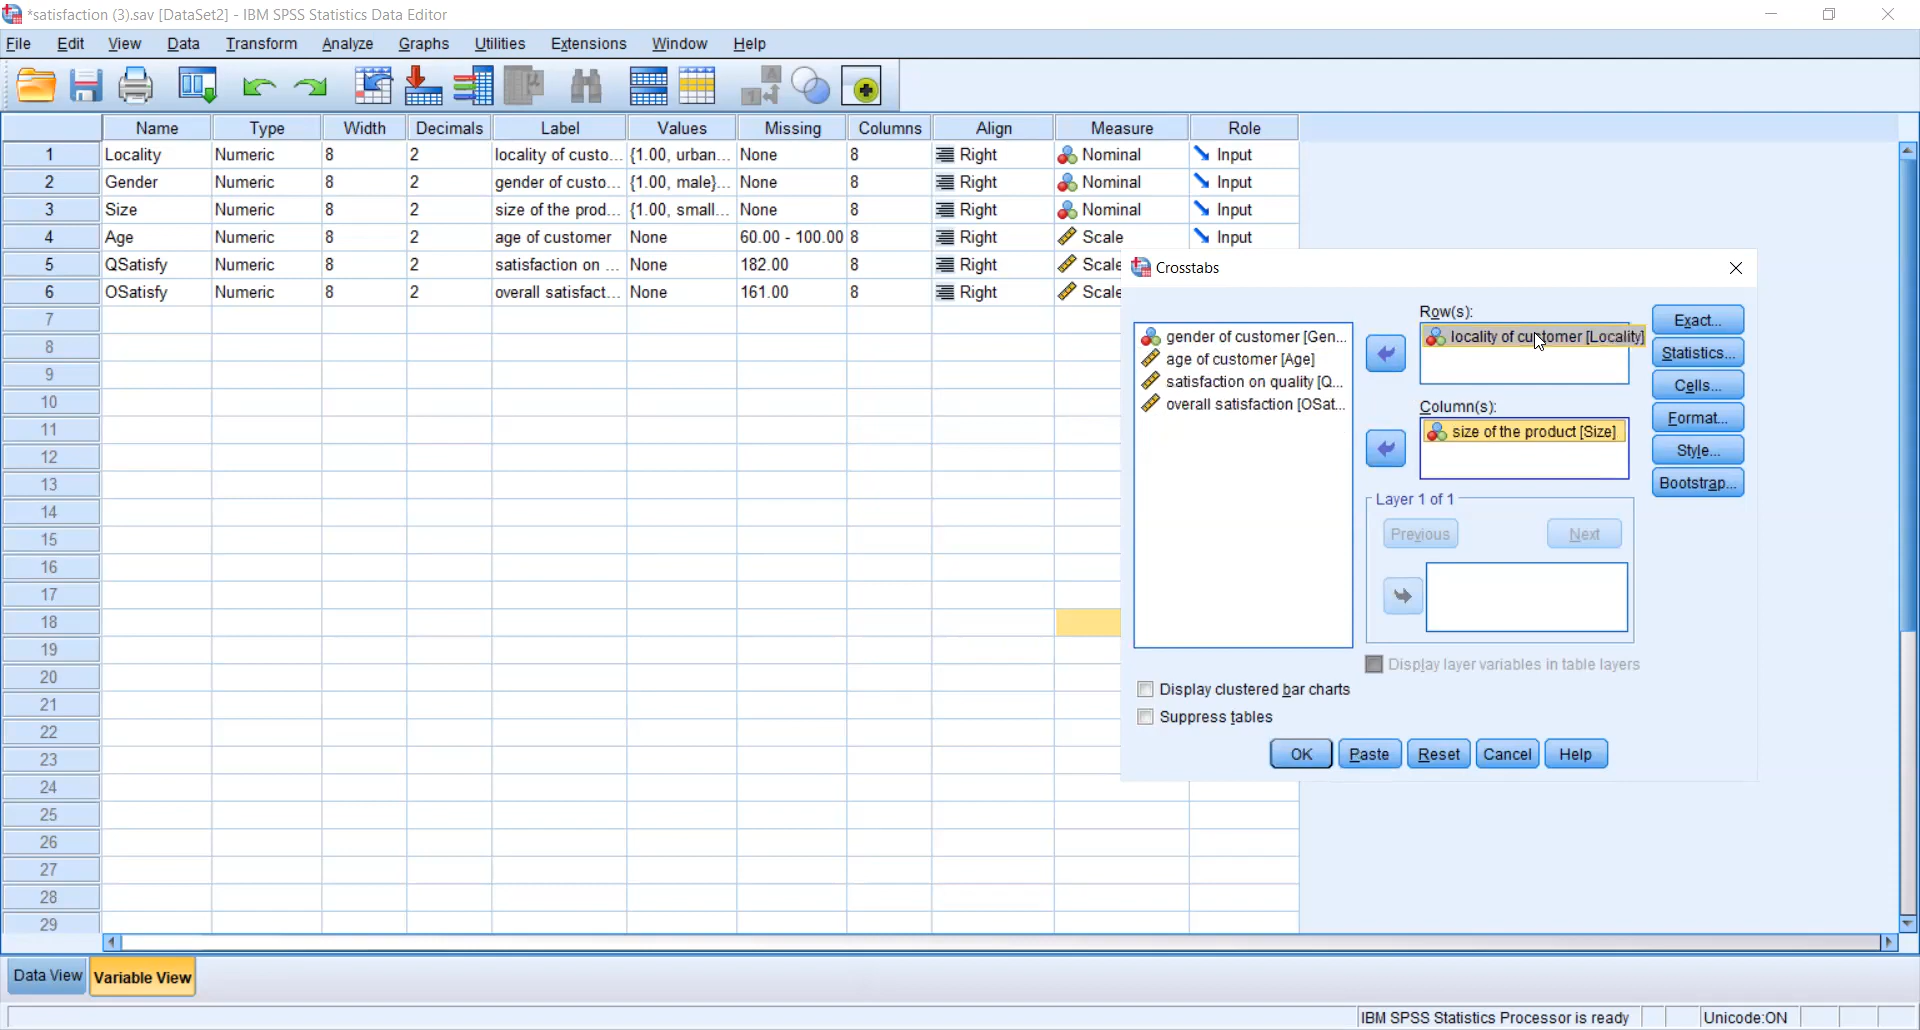 *satisfaction (3).sav [DataSet2] - IBM SPSS Statistics Data Editor
File Edit View Data Transform Analyze Graphs Utilities Extensions Window Help
Name Type Width Decimals Label Values Missing Columns Align Measure Role
1 Locality Numeric 8 2 locality of custo... {1.00, urban... None 8 Right Nominal Input
2 Gender Numeric 8 2 gender of custo... {1.00, male}... None 8 Right Nominal Input
3 Size Numeric 8 2 size of the prod... {1.00, small... None 8 Right Nominal Input
4 Age Numeric 8 2 age of customer None 60.00 - 100.00 8 Right Scale Input
5 QSatisfy Numeric 8 2 satisfaction on ... None 182.00 8 Right Scale
6 OSatisfy Numeric 8 2 overall satisfact... None 161.00 8 Right Scale
7
8
9
10
11
12
13
14
15
16
17
18
19
20
21
22
23
24
25
26
27
28
29
Crosstabs
gender of customer [Gen...
age of customer [Age]
satisfaction on quality [Q...
overall satisfaction [OSat...
Row(s):
locality of customer [Locality]
Column(s):
size of the product [Size]
Layer 1 of 1
Previous Next
Display layer variables in table layers
Exact...
Statistics...
Cells...
Format...
Style...
Bootstrap...
Display clustered bar charts
Suppress tables
OK Paste Reset Cancel Help
Data View Variable View
IBM SPSS Statistics Processor is ready Unicode:ON